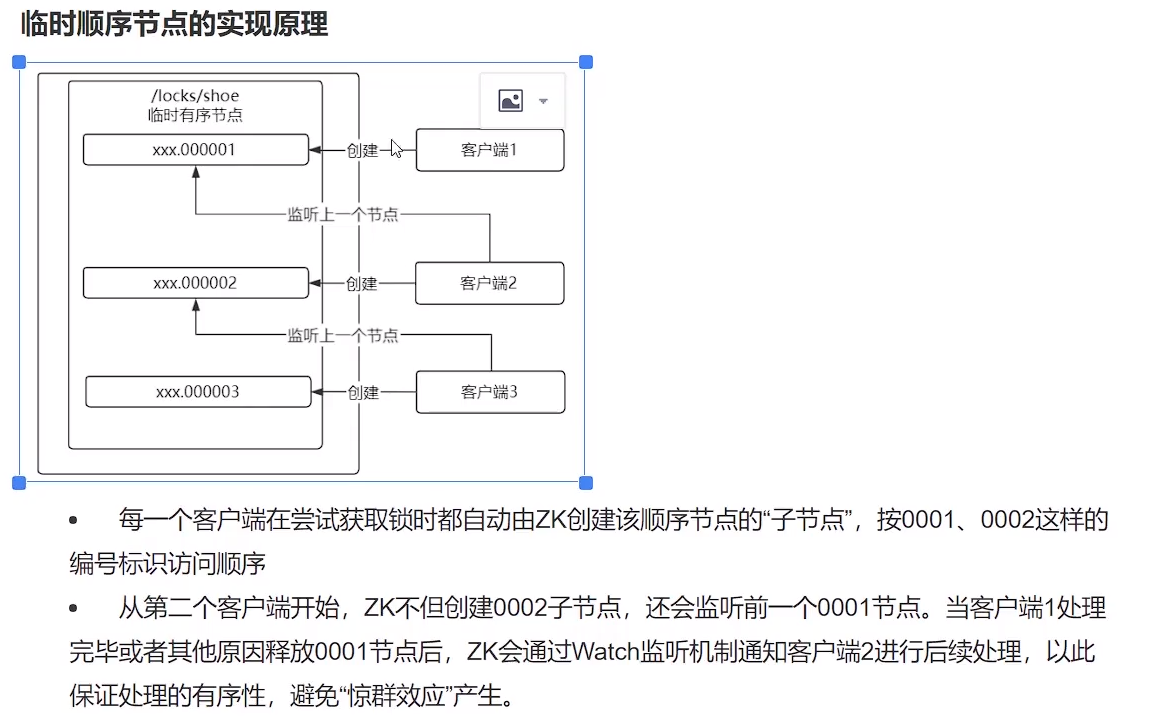 临时顺序节点的实现原理
/locks/shoe
临时有序节点
xxx.000001
创建
客户端1
监听上一个节点
xxx.000002
创建
客户端2
监听上一个节点
xxx.000003
创建
客户端3
• 每一个客户端在尝试获取锁时都自动由ZK创建该顺序节点的“子节点”，按0001、0002这样的
编号标识访问顺序
• 从第二个客户端开始，ZK不但创建0002子节点，还会监听前一个0001节点。当客户端1处理
完毕或者其他原因释放0001节点后，ZK会通过Watch监听机制通知客户端2进行后续处理，以此
保证处理的有序性，避免“惊群效应”产生。